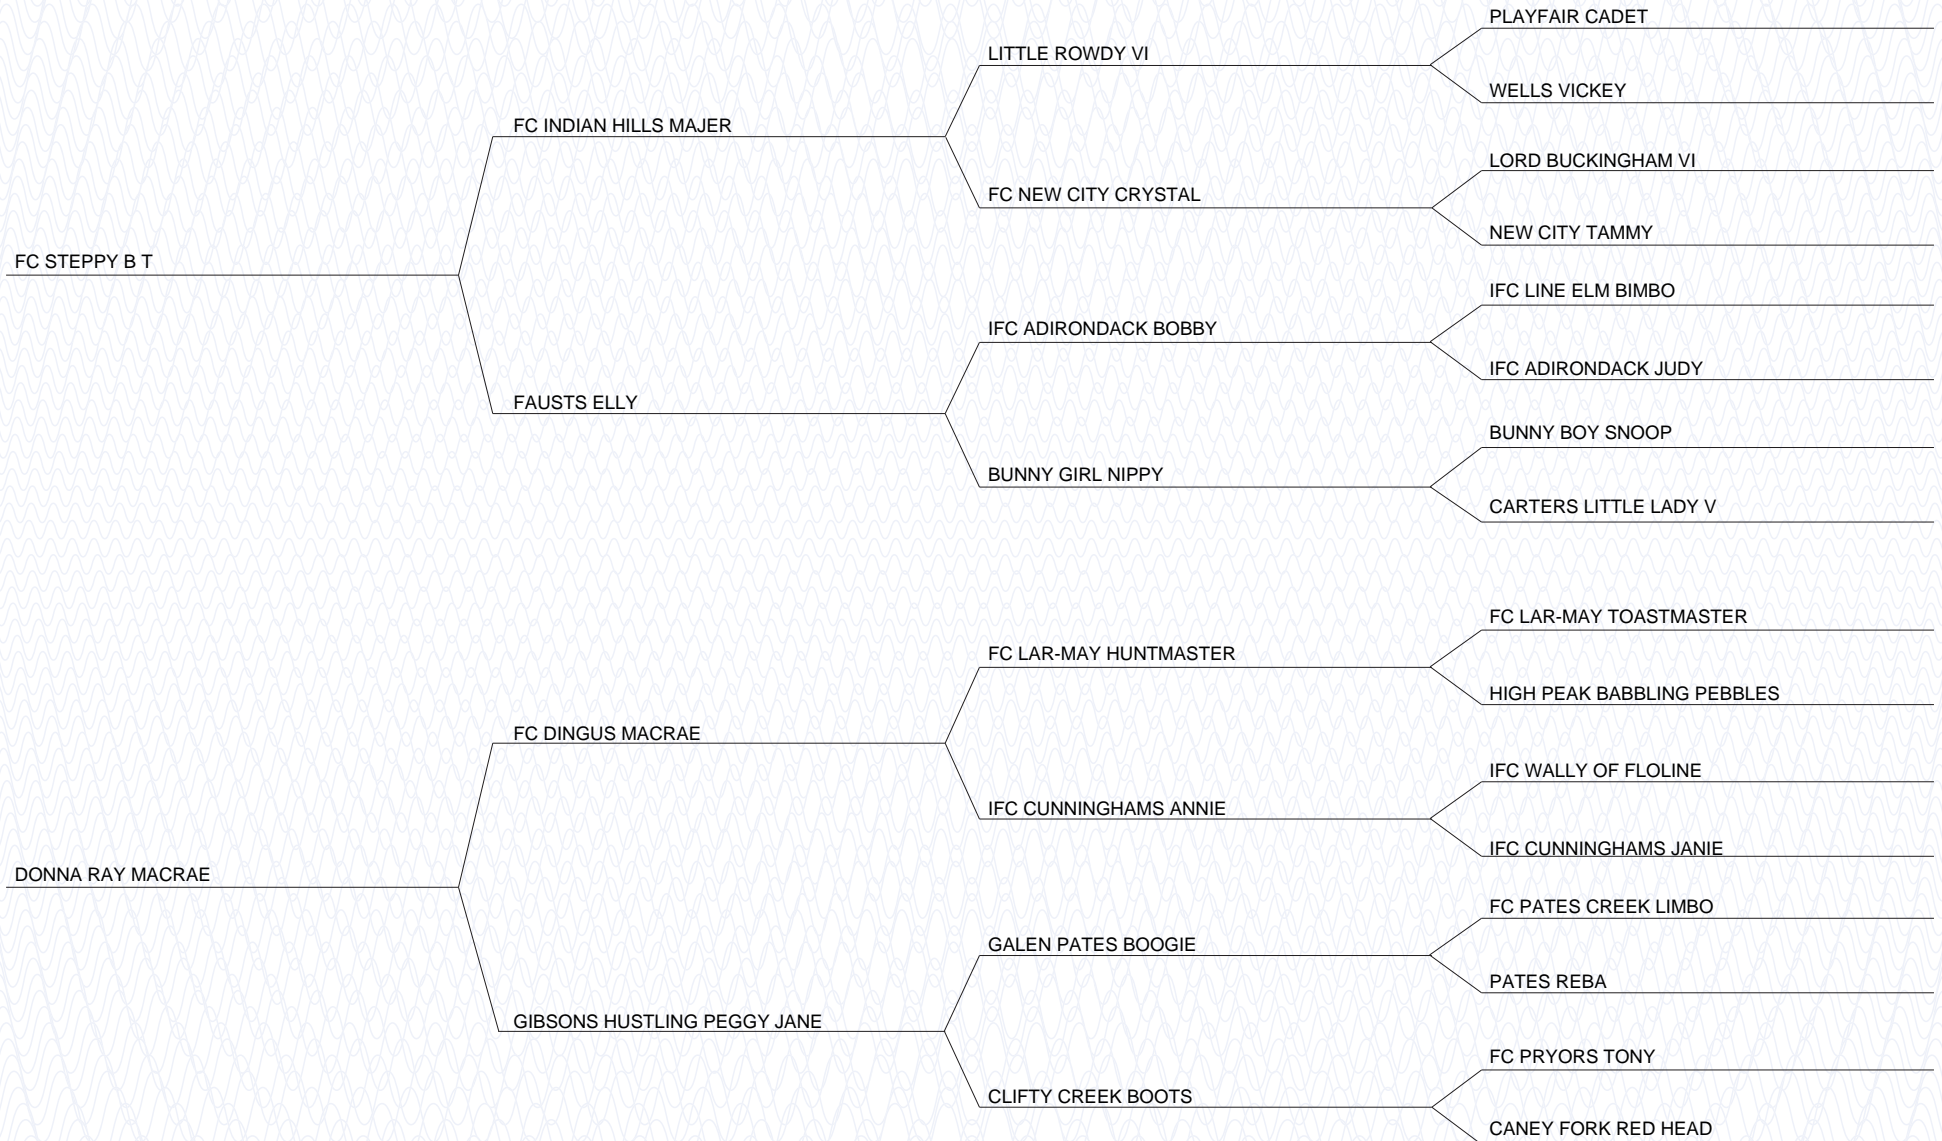 PLAYFAIR CADET
LITTLE ROWDY VI
WELLS VICKEY
FC INDIAN HILLS MAJER
LORD BUCKINGHAM VI
FC NEW CITY CRYSTAL
NEW CITY TAMMY
FC STEPPY B T
IFC LINE ELM BIMBO
IFC ADIRONDACK BOBBY
IFC ADIRONDACK JUDY
FAUSTS ELLY
BUNNY BOY SNOOP
BUNNY GIRL NIPPY
CARTERS LITTLE LADY V
FC LAR-MAY TOASTMASTER
FC LAR-MAY HUNTMASTER
HIGH PEAK BABBLING PEBBLES
FC DINGUS MACRAE
IFC WALLY OF FLOLINE
IFC CUNNINGHAMS ANNIE
IFC CUNNINGHAMS JANIE
DONNA RAY MACRAE
FC PATES CREEK LIMBO
GALEN PATES BOOGIE
PATES REBA
GIBSONS HUSTLING PEGGY JANE
FC PRYORS TONY
CLIFTY CREEK BOOTS
CANEY FORK RED HEAD